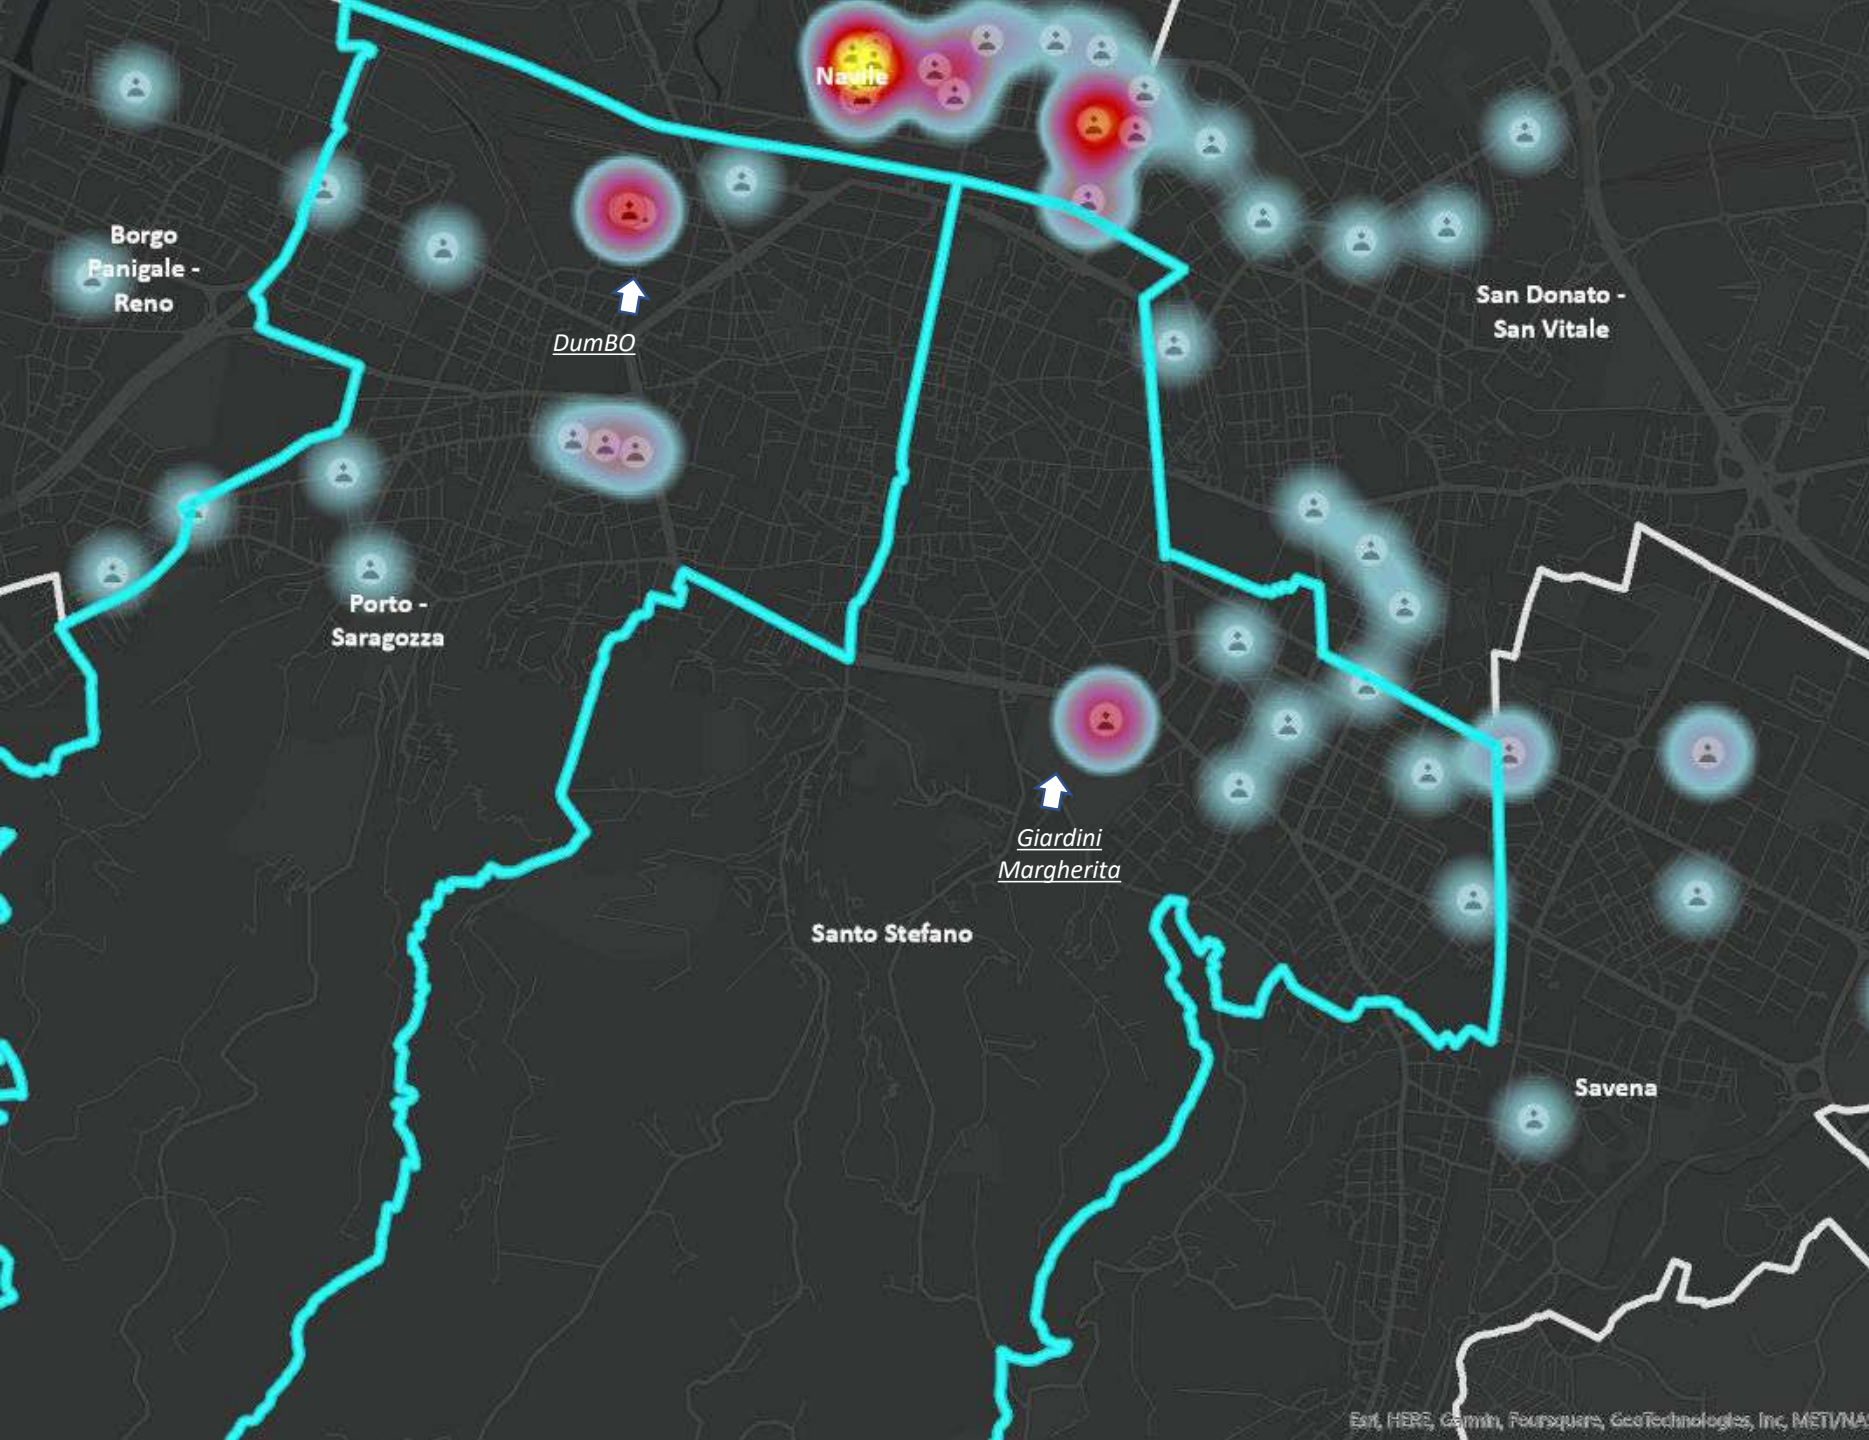 Navile
Borgo
Panigale -
Reno
San Donato -
San Vitale
DumBO
Porto -
Saragozza
Giardini
Margherita
Santo Stefano
Savena
Esri, HERE, Garmin, Foursquare, GeoTechnologies, Inc, METI/NA